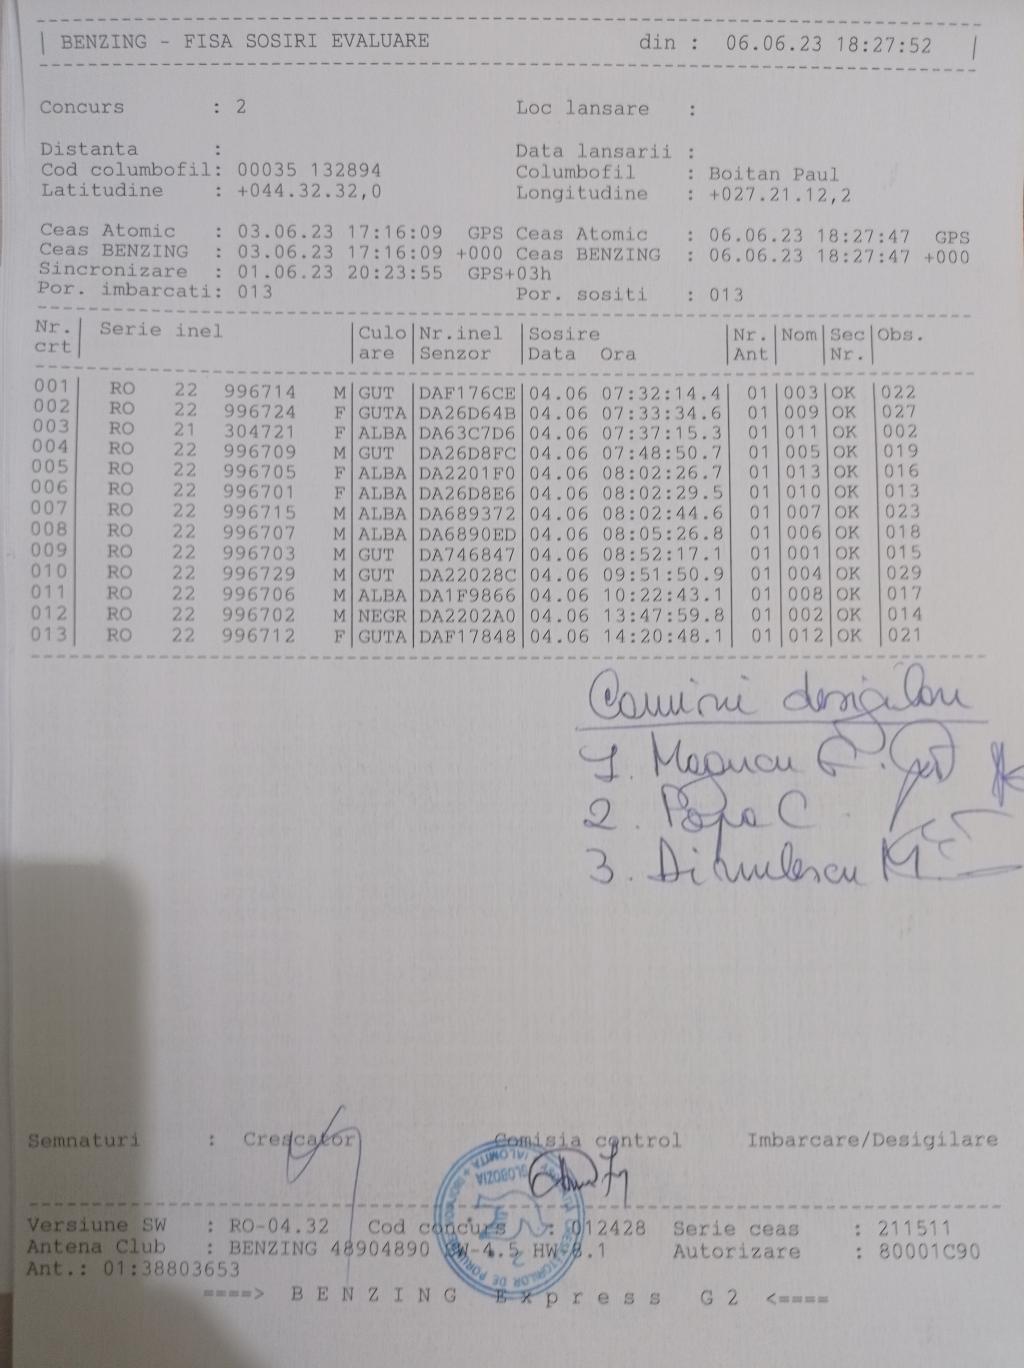 BENZING - FISA SOSIRI EVALUARE din : 06.06.23 18:27:52
Concurs : 2 Loc lansare :
Distanta : Data lansarii :
Cod columbofil: 00035 132894 Columbofil : Boitan Paul
Latitudine : +044.32.32,0 Longitudine : +027.21.12,2
Ceas Atomic : 03.06.23 17:16:09 GPS Ceas Atomic : 06.06.23 18:27:47 GPS
Ceas BENZING : 03.06.23 17:16:09 +000 Ceas BENZING : 06.06.23 18:27:47 +000
Sincronizare : 01.06.23 20:23:55 GPS+03h
Por. imbarcati: 013 Por. sositi : 013
Nr. Serie inel Culo Nr.inel Sosire Nr. Nom Sec Obs.
crt are Senzor Data Ora Ant Nr.
001 RO 22 996714 M GUT DAF176CE 04.06 07:32:14.4 01 003 OK 022
002 RO 22 996724 F GUTA DA26D64B 04.06 07:33:34.6 01 009 OK 027
003 RO 21 304721 F ALBA DA63C7D6 04.06 07:37:15.3 01 011 OK 002
004 RO 22 996709 M GUT DA26D8FC 04.06 07:48:50.7 01 005 OK 019
005 RO 22 996705 F ALBA DA2201F0 04.06 08:02:26.7 01 013 OK 016
006 RO 22 996701 F ALBA DA26D8E6 04.06 08:02:29.5 01 010 OK 013
007 RO 22 996715 M ALBA DA689372 04.06 08:02:44.6 01 007 OK 023
008 RO 22 996707 M ALBA DA6890ED 04.06 08:05:26.8 01 006 OK 018
009 RO 22 996703 M GUT DA746847 04.06 08:52:17.1 01 001 OK 015
010 RO 22 996729 M GUT DA22028C 04.06 09:51:50.9 01 004 OK 029
011 RO 22 996706 M ALBA DA1F9866 04.06 10:22:43.1 01 008 OK 017
012 RO 22 996702 M NEGR DA2202A0 04.06 13:47:59.8 01 002 OK 014
013 RO 22 996712 F GUTA DAF17848 04.06 14:20:48.1 01 012 OK 021
1.
2. Popa C.
3. Dimulescu
Semnaturi : Crescator Comisia control Imbarcare/Desigilare
IALOMITA
SLOBOZIA
Versiune SW : RO-04.32 Cod concurs : 012428 Serie ceas : 211511
Antena Club : BENZING 48904890 SW-4.5 HW 8.1 Autorizare : 80001C90
Ant.: 01:38803653
====> BENZING Express G2 <====